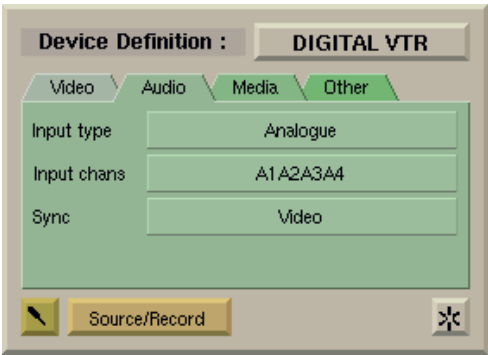 Device Definition : DIGITAL VTR
Video Audio Media Other
Input type Analogue
Input chans A1A2A3A4
Sync Video
Source/Record